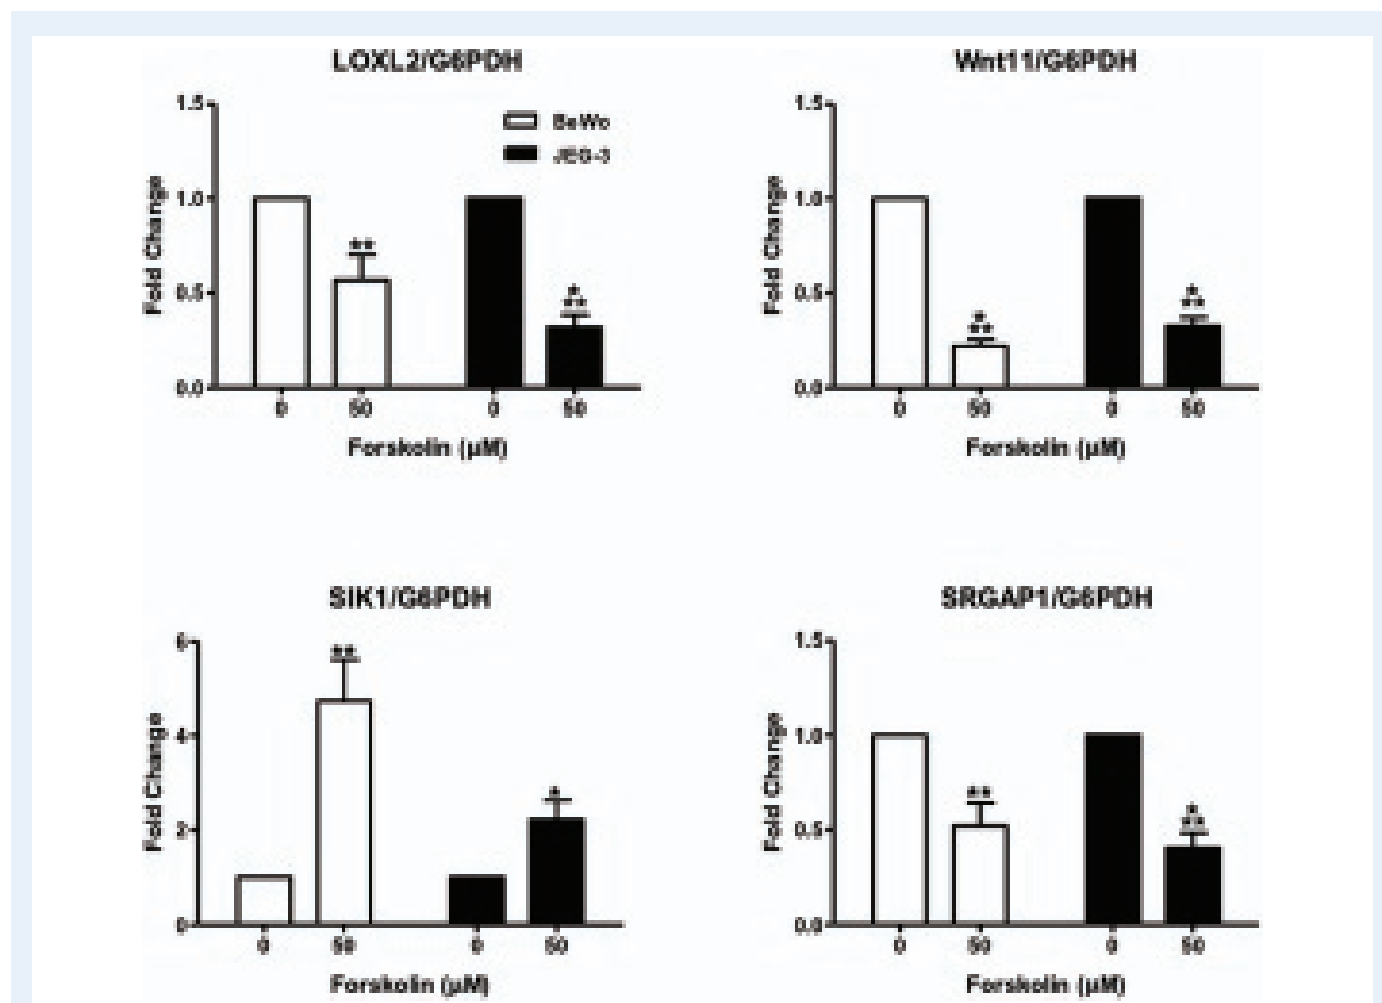 LOXL2/G6PDH
1.5
1.0
0.5
0.0
Fold Change
BeWo
JEG-3
**
***
0 50 0 50
Forskolin (µM)
Wnt11/G6PDH
1.5
1.0
0.5
0.0
Fold Change
***
***
0 50 0 50
Forskolin (µM)
SIK1/G6PDH
6
4
2
0
Fold Change
**
*
0 50 0 50
Forskolin (µM)
SRGAP1/G6PDH
1.5
1.0
0.5
0.0
Fold Change
**
***
0 50 0 50
Forskolin (µM)